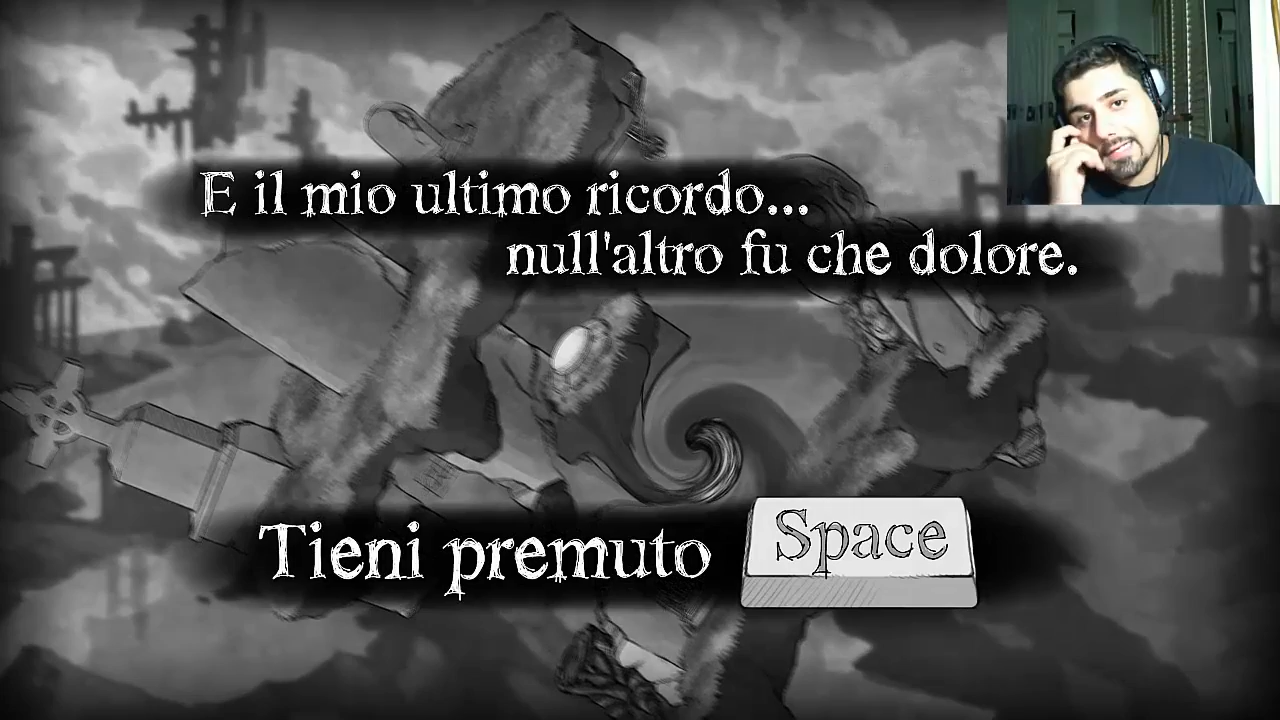 E il mio ultimo ricordo...
null'altro fu che dolore.
Tieni premuto Space